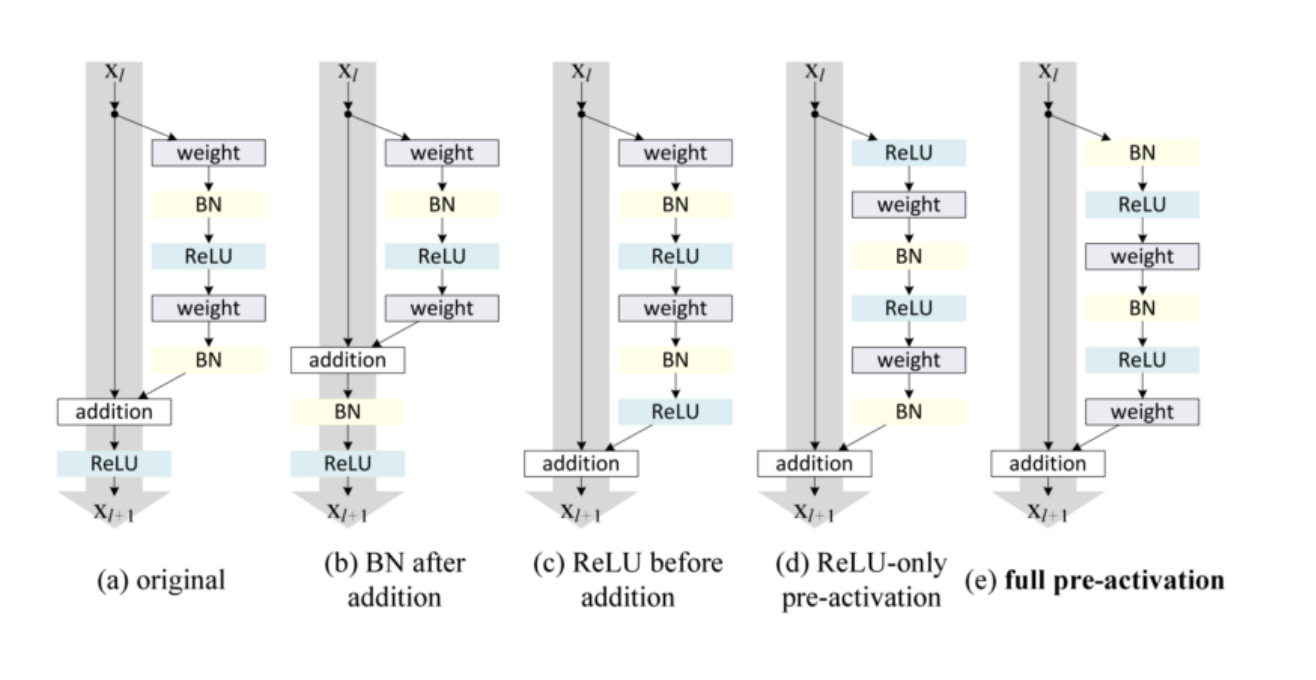 x_l
weight
BN
ReLU
weight
BN
addition
ReLU
x_{l+1}
(a) original
x_l
weight
BN
ReLU
weight
addition
BN
ReLU
x_{l+1}
(b) BN after
addition
x_l
weight
BN
ReLU
weight
BN
ReLU
addition
x_{l+1}
(c) ReLU before
addition
x_l
ReLU
weight
BN
ReLU
weight
BN
addition
x_{l+1}
(d) ReLU-only
pre-activation
x_l
BN
ReLU
weight
BN
ReLU
weight
addition
x_{l+1}
(e) full pre-activation